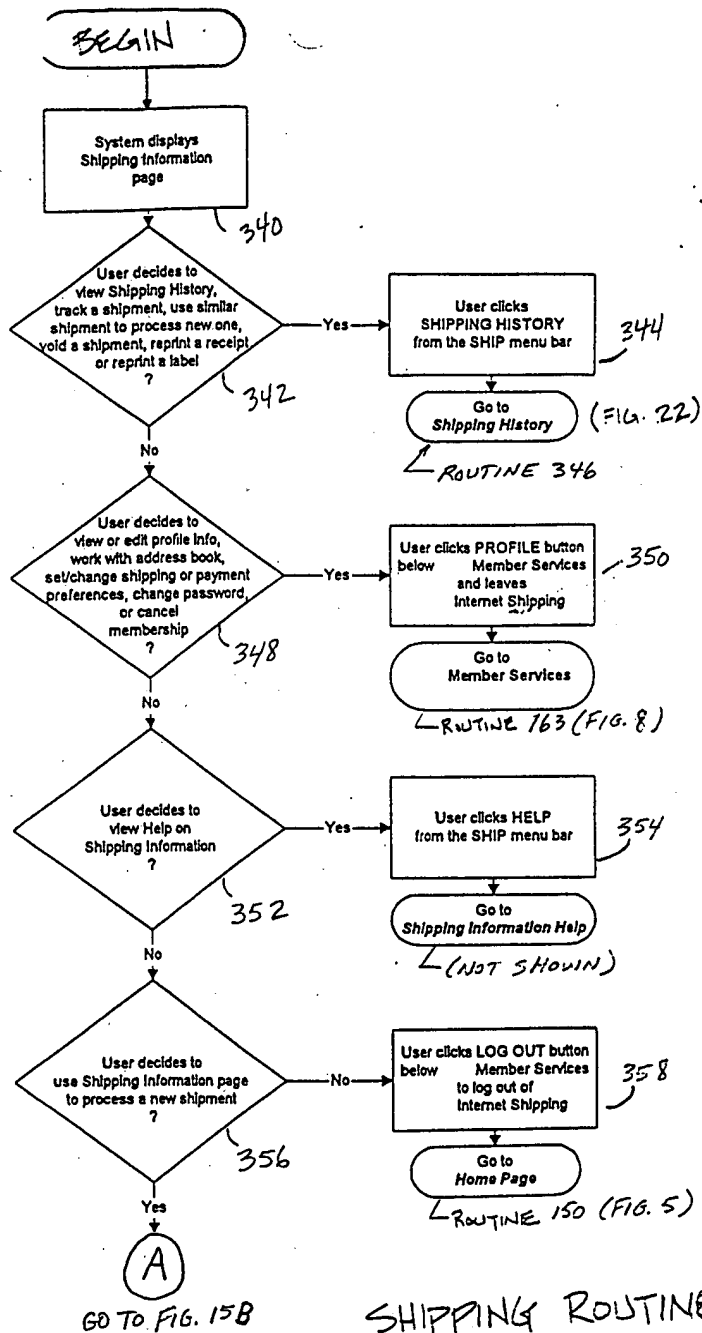 BEGIN
System displays
Shipping Information
page
340
User decides to
view Shipping History,
track a shipment, use similar
shipment to process new one,
void a shipment, reprint a receipt
or reprint a label
?
342
Yes
User clicks
SHIPPING HISTORY
from the SHIP menu bar
344
Go to
Shipping History
(FIG. 22)
ROUTINE 346
No
User decides to
view or edit profile info,
work with address book,
set/change shipping or payment
preferences, change password,
or cancel
membership
?
348
Yes
User clicks PROFILE button
below Member Services
and leaves
Internet Shipping
350
Go to
Member Services
ROUTINE 163 (FIG. 8)
No
User decides to
view Help on
Shipping Information
?
352
Yes
User clicks HELP
from the SHIP menu bar
354
Go to
Shipping Information Help
(NOT SHOWN)
No
User decides to
use Shipping Information page
to process a new shipment
?
356
No
User clicks LOG OUT button
below Member Services
to log out of
Internet Shipping
358
Go to
Home Page
ROUTINE 150 (FIG. 5)
Yes
A
GO TO FIG. 15B
SHIPPING ROUTINE